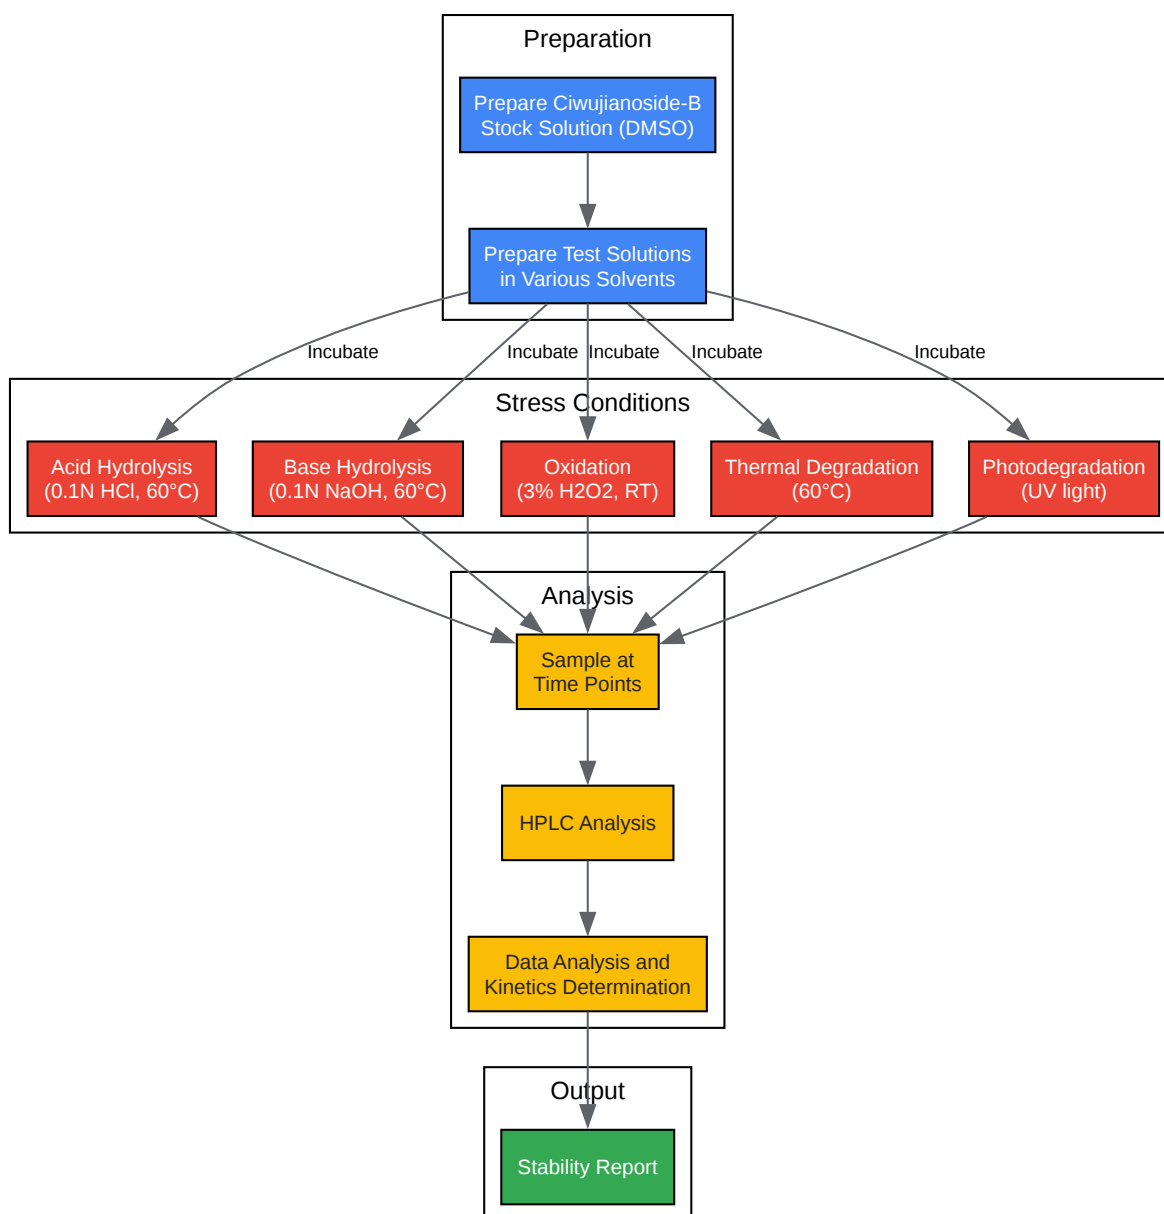 Preparation
Prepare Ciwujianoside-B
Stock Solution (DMSO)
Prepare Test Solutions
in Various Solvents
Incubate
Incubate
Incubate
Incubate
Incubate
Stress Conditions
Acid Hydrolysis
(0.1N HCl, 60°C)
Base Hydrolysis
(0.1N NaOH, 60°C)
Oxidation
(3% H2O2, RT)
Thermal Degradation
(60°C)
Photodegradation
(UV light)
Analysis
Sample at
Time Points
HPLC Analysis
Data Analysis and
Kinetics Determination
Output
Stability Report